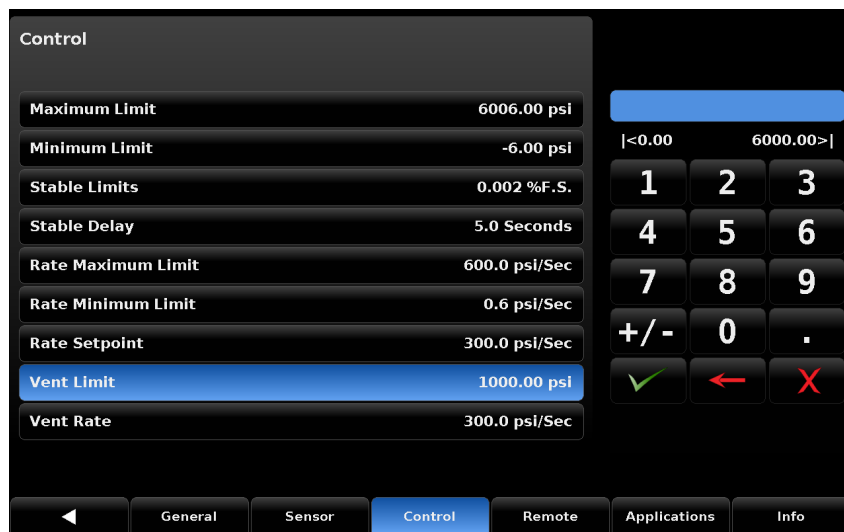 Control
Maximum Limit 6006.00 psi
Minimum Limit -6.00 psi
Stable Limits 0.002 %F.S.
Stable Delay 5.0 Seconds
Rate Maximum Limit 600.0 psi/Sec
Rate Minimum Limit 0.6 psi/Sec
Rate Setpoint 300.0 psi/Sec
Vent Limit 1000.00 psi
Vent Rate 300.0 psi/Sec
|<0.00 6000.00>|
1 2 3
4 5 6
7 8 9
+/- 0 .
General Sensor Control Remote Applications Info